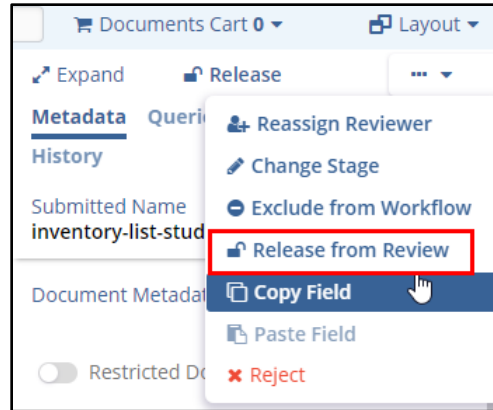 Documents Cart 0
Layout
Expand
Release
...
Metadata
Queri
History
Reassign Reviewer
Change Stage
Submitted Name
Exclude from Workflow
inventory-list-stud
Release from Review
Document Metadat
Copy Field
Paste Field
Restricted Do
Reject